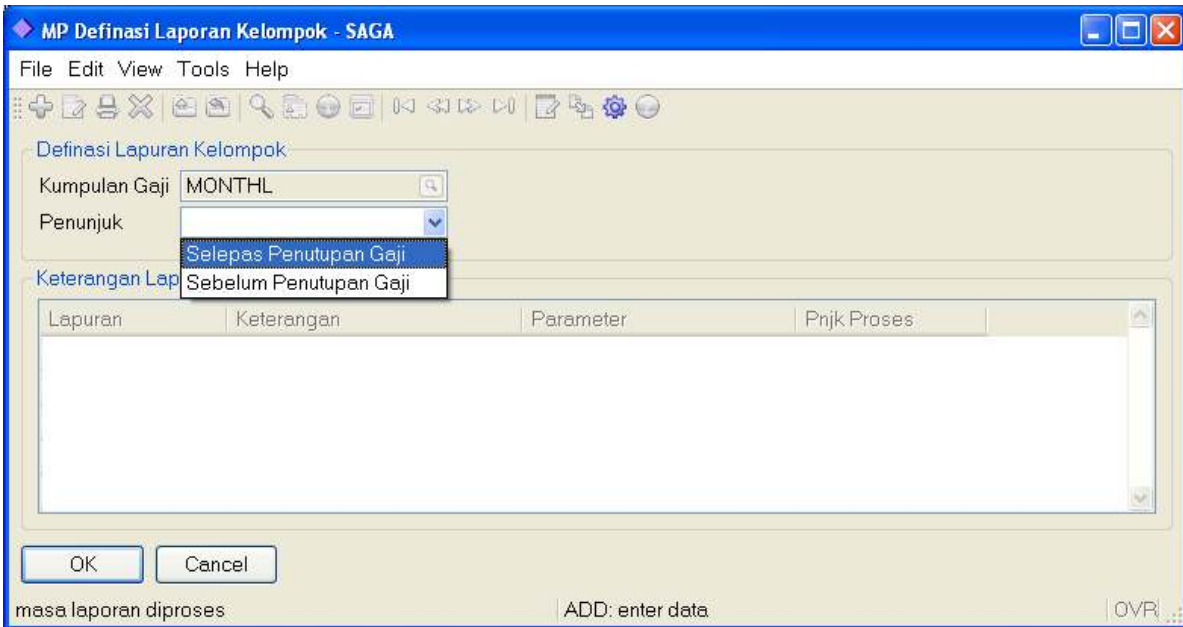 MP Definasi Laporan Kelompok - SAGA
File Edit View Tools Help
Definasi Lapuran Kelompok
Kumpulan Gaji MONTHL
Penunjuk
Selepas Penutupan Gaji
Keterangan Lap
Sebelum Penutupan Gaji
Lapuran Keterangan Parameter Pnjk Proses
OK Cancel
masa laporan diproses ADD: enter data OVR